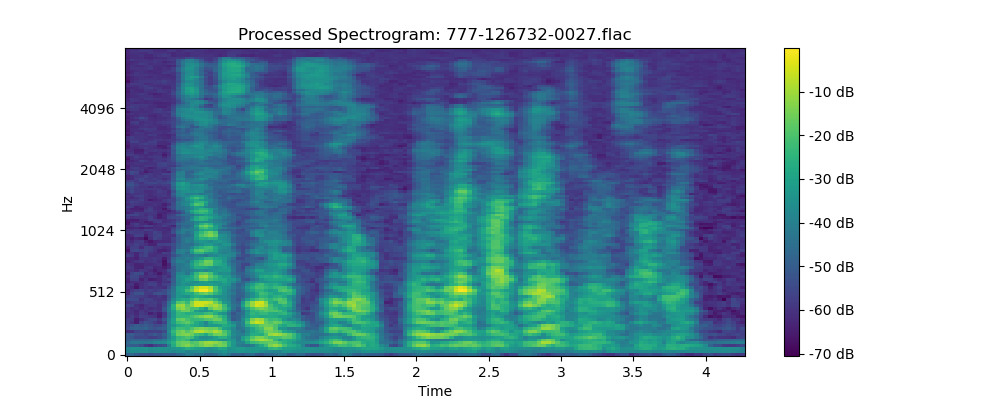 Processed Spectrogram: 777-126732-0027.flac
Hz
4096
2048
1024
512
0
0 0.5 1 1.5 2 2.5 3 3.5 4
Time
-10 dB
-20 dB
-30 dB
-40 dB
-50 dB
-60 dB
-70 dB